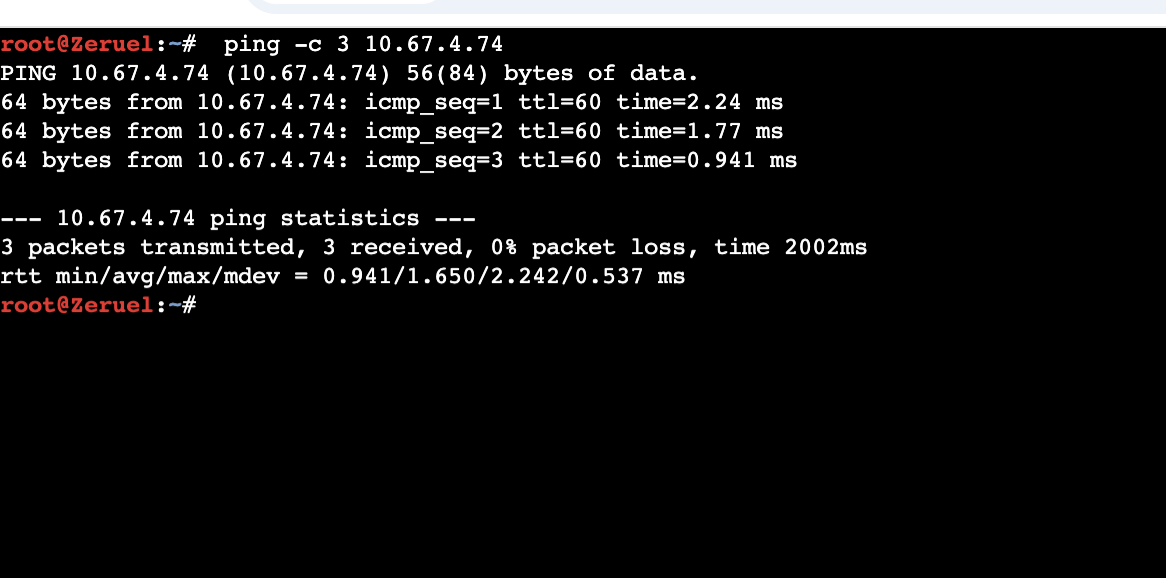 root@Zeruel:~#  ping -c 3 10.67.4.74
PING 10.67.4.74 (10.67.4.74) 56(84) bytes of data.
64 bytes from 10.67.4.74: icmp_seq=1 ttl=60 time=2.24 ms
64 bytes from 10.67.4.74: icmp_seq=2 ttl=60 time=1.77 ms
64 bytes from 10.67.4.74: icmp_seq=3 ttl=60 time=0.941 ms
--- 10.67.4.74 ping statistics ---
3 packets transmitted, 3 received, 0% packet loss, time 2002ms
rtt min/avg/max/mdev = 0.941/1.650/2.242/0.537 ms
root@Zeruel:~#